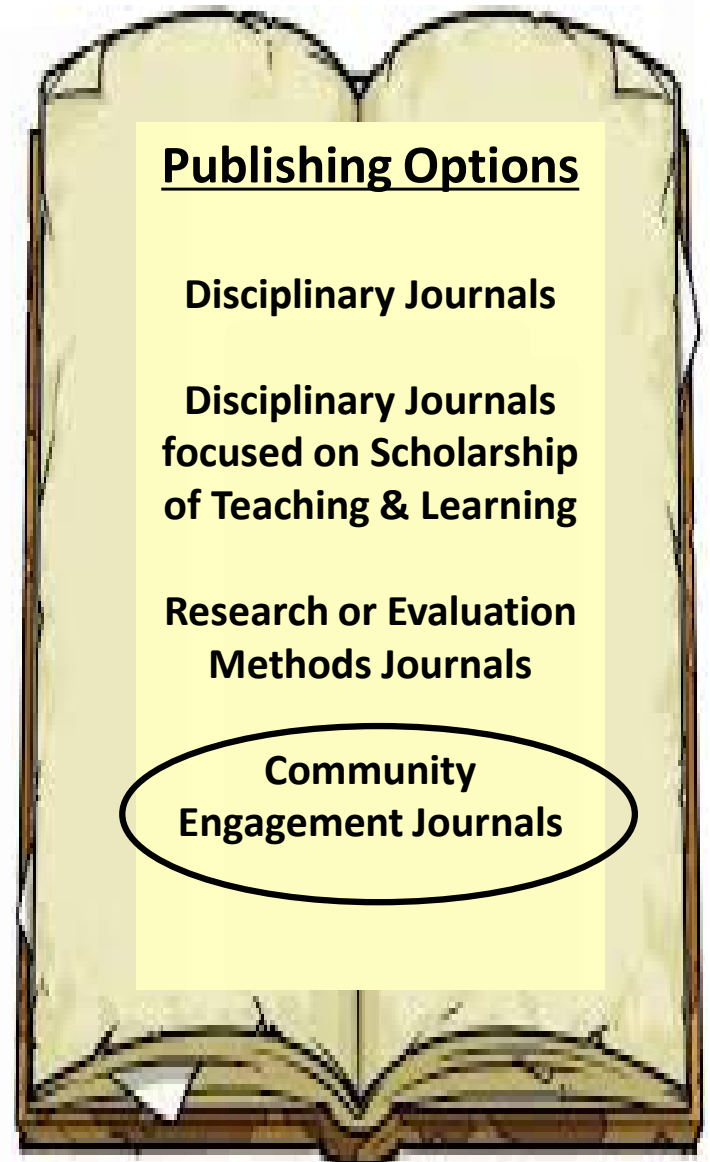 Publishing Options
Disciplinary Journals
Disciplinary Journals
focused on Scholarship
of Teaching & Learning
Research or Evaluation
Methods Journals
Community
Engagement Journals